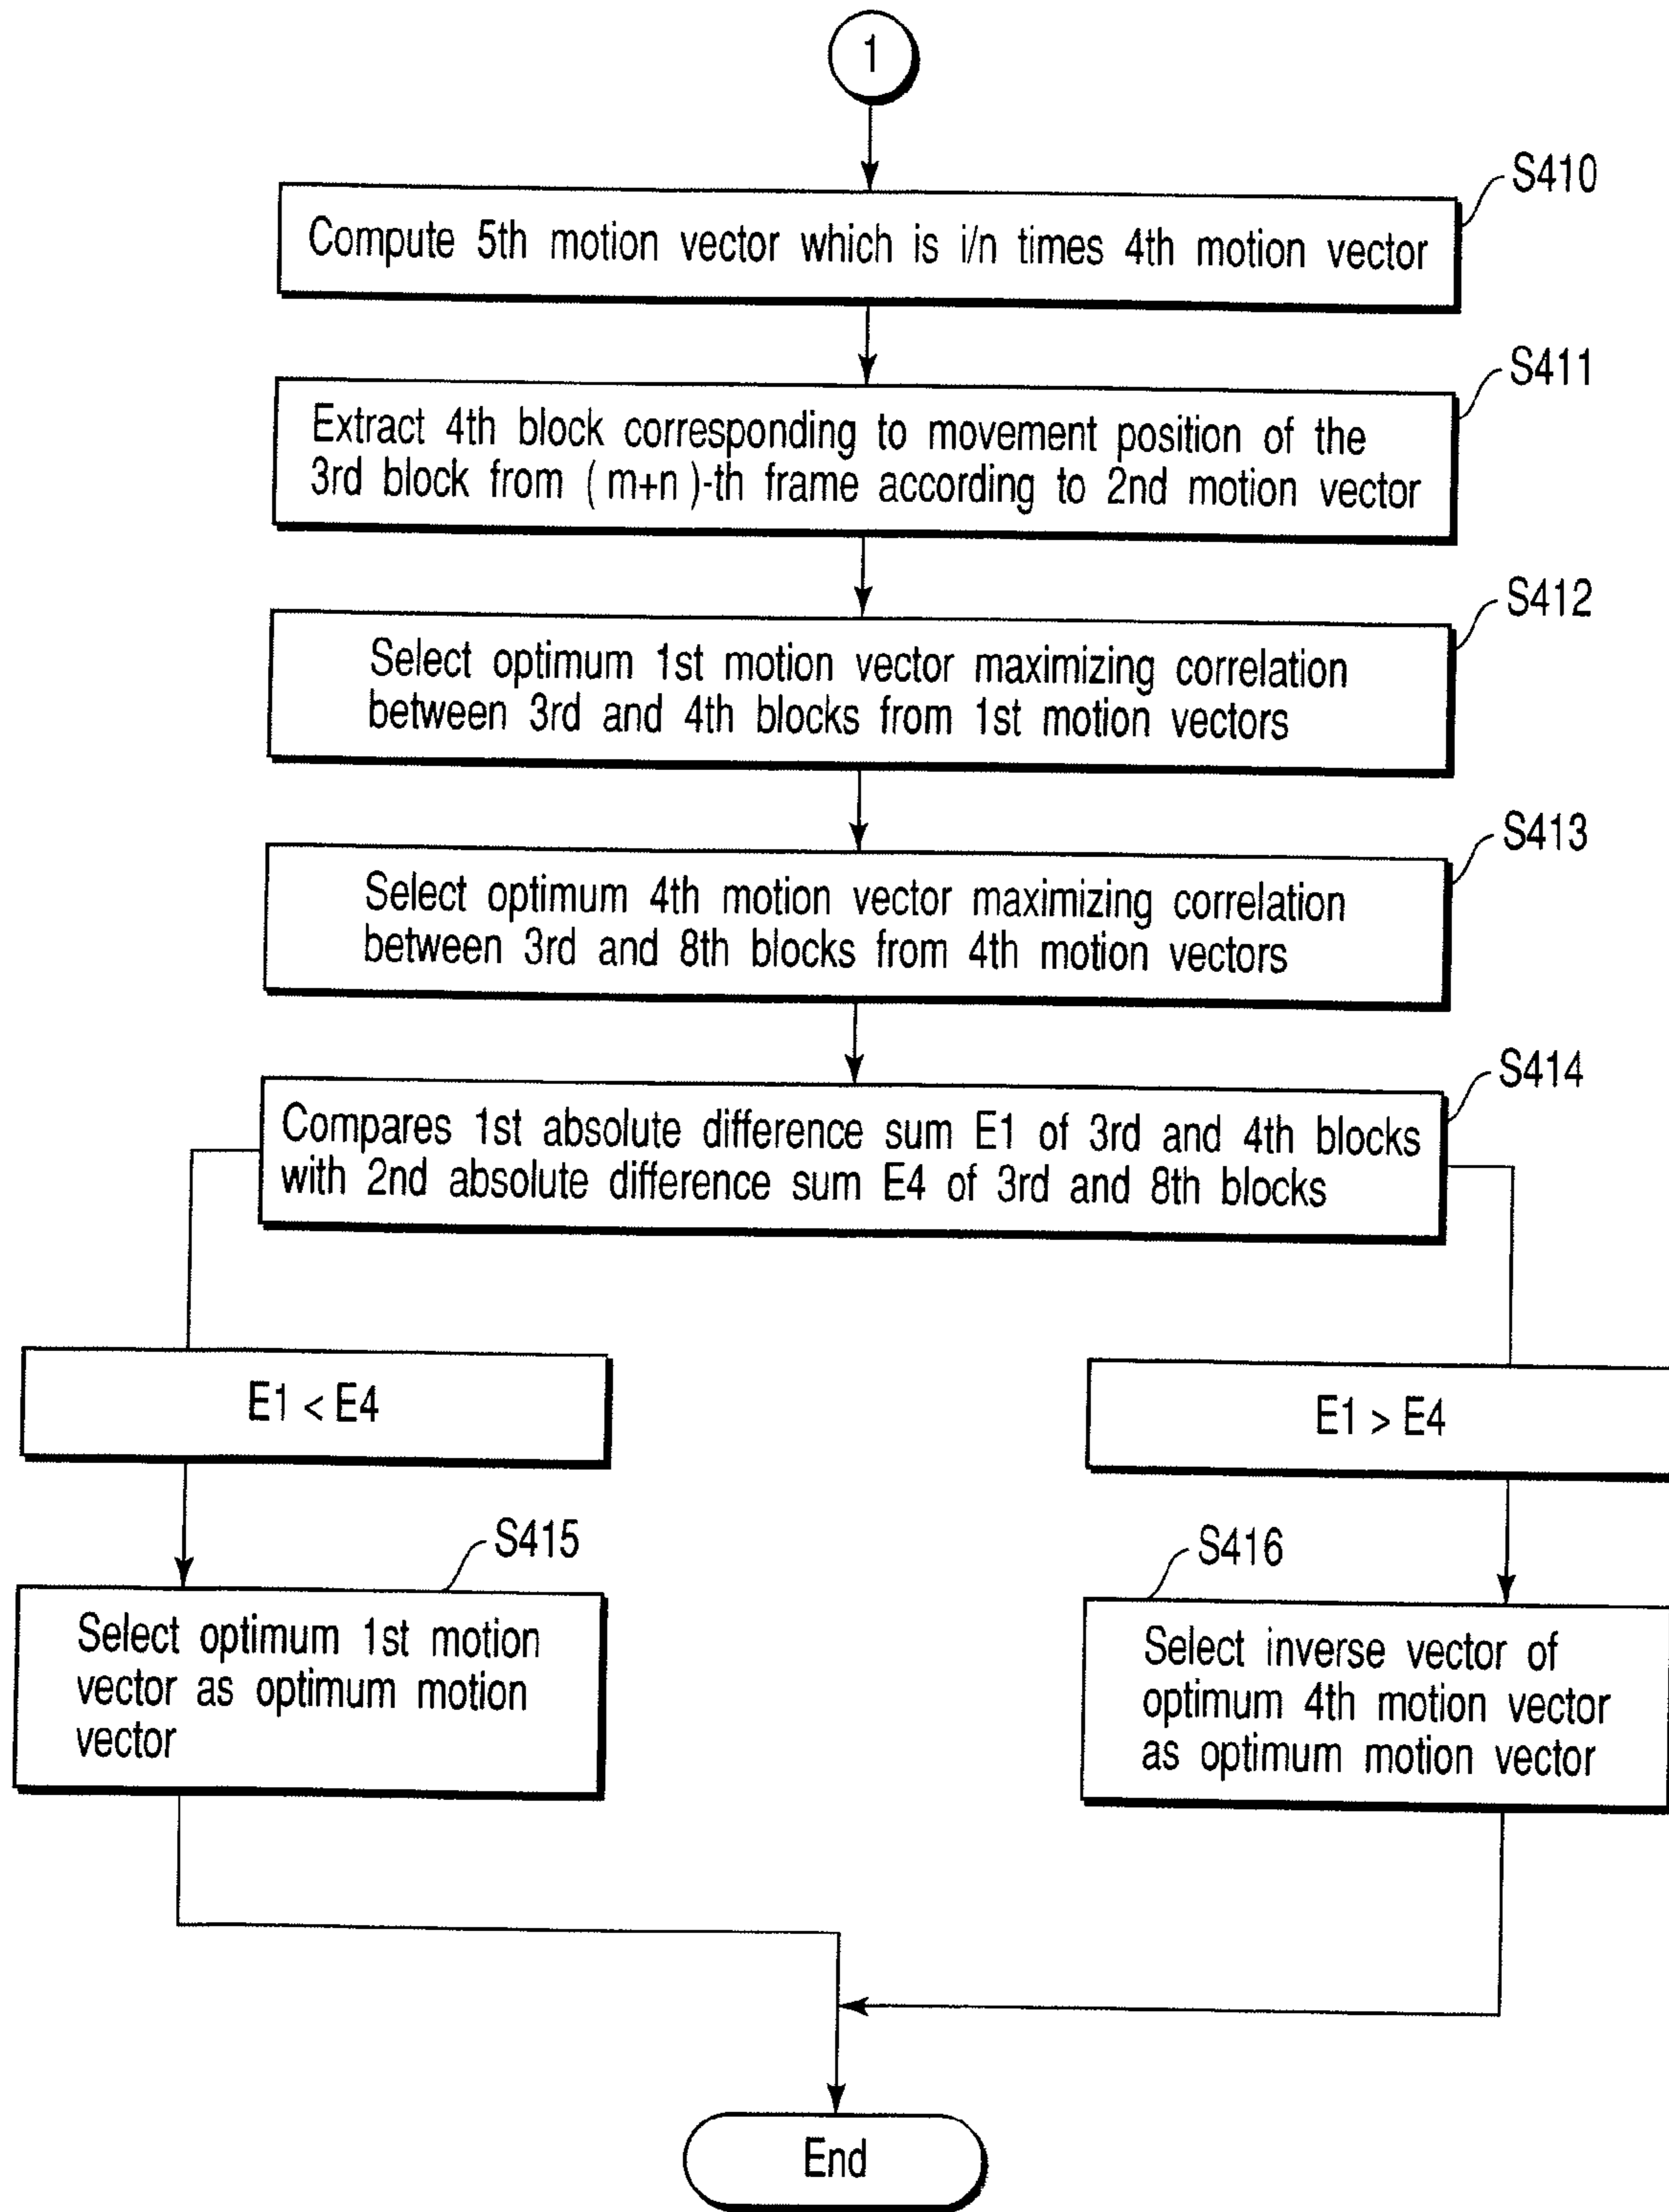 1
S410
Compute 5th motion vector which is i/n times 4th motion vector
S411
Extract 4th block corresponding to movement position of the
3rd block from (m+n)-th frame according to 2nd motion vector
S412
Select optimum 1st motion vector maximizing correlation
between 3rd and 4th blocks from 1st motion vectors
S413
Select optimum 4th motion vector maximizing correlation
between 3rd and 8th blocks from 4th motion vectors
S414
Compares 1st absolute difference sum E1 of 3rd and 4th blocks
with 2nd absolute difference sum E4 of 3rd and 8th blocks
E1 < E4
E1 > E4
S415
Select optimum 1st motion
vector as optimum motion
vector
S416
Select inverse vector of
optimum 4th motion vector
as optimum motion vector
End